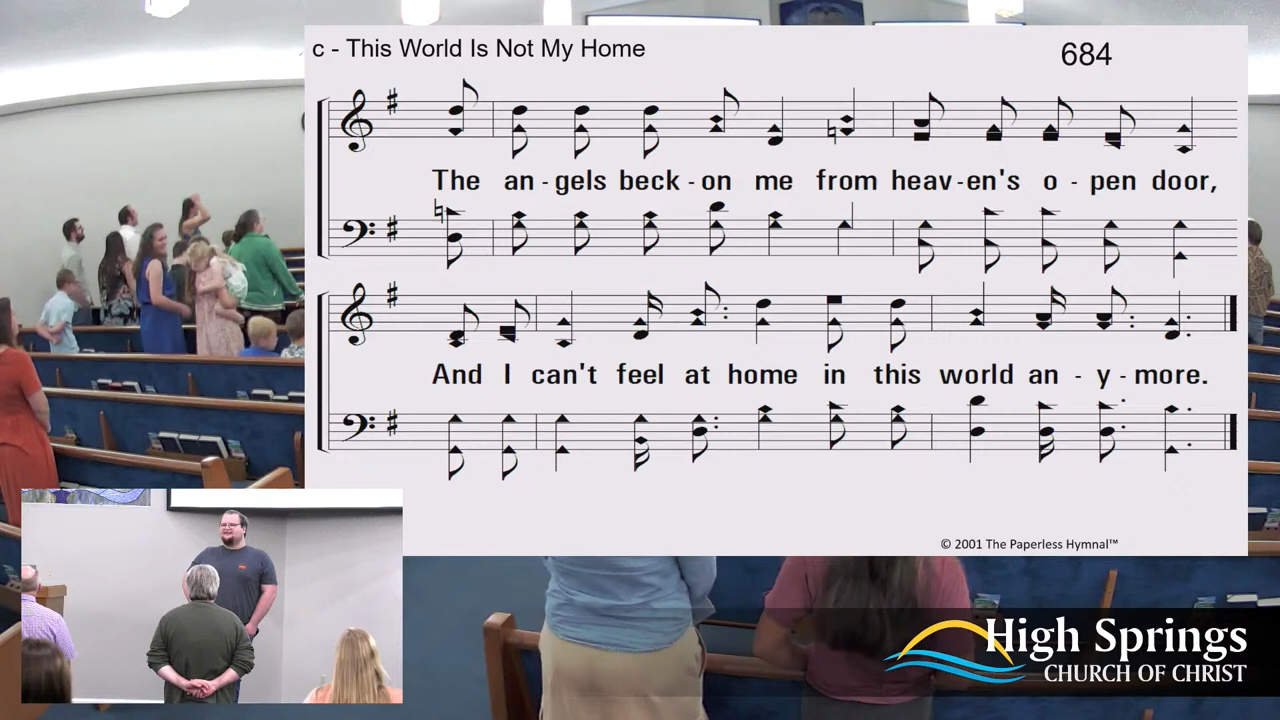 c - This World Is Not My Home
684
The an - gels beck - on me from heav - en's o - pen door,
And I can't feel at home in this world an - y - more.
© 2001 The Paperless Hymnal™
High Springs
CHURCH OF CHRIST